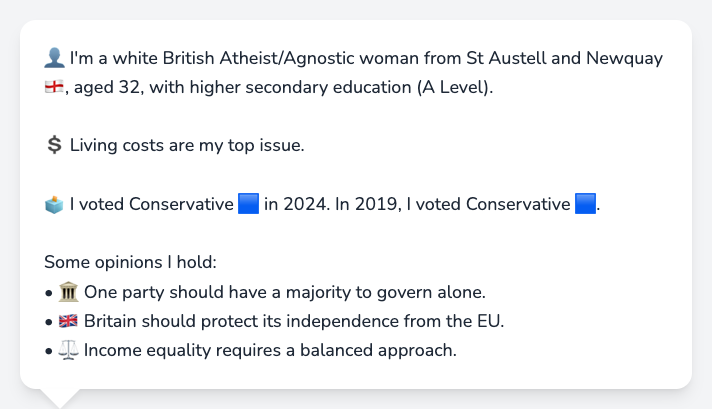 👤 I'm a white British Atheist/Agnostic woman from St Austell and Newquay
🏴󠁧󠁢󠁥󠁮󠁧󠁿, aged 32, with higher secondary education (A Level).
💲 Living costs are my top issue.
🗳️ I voted Conservative 🟦 in 2024. In 2019, I voted Conservative 🟦.
Some opinions I hold:
• 🏛️ One party should have a majority to govern alone.
• 🇬🇧 Britain should protect its independence from the EU.
• ⚖️ Income equality requires a balanced approach.